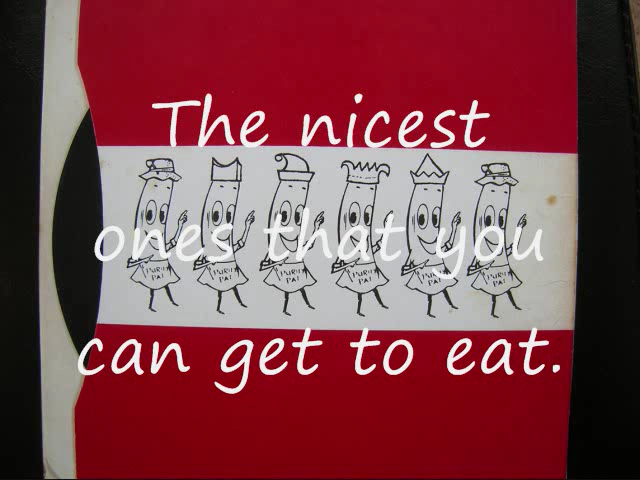 The nicest
ones that you
can get to eat.